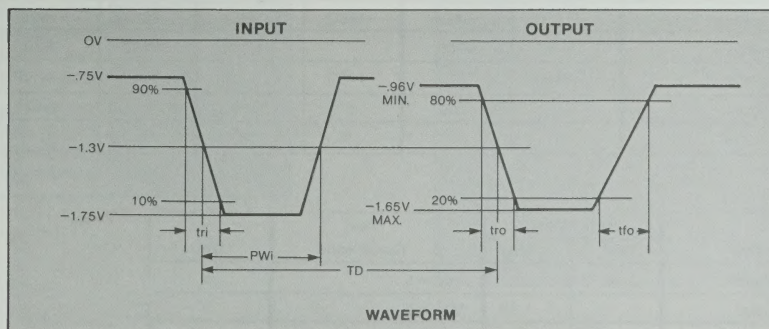 INPUT
OUTPUT
OV
-.75V
90%
-1.3V
10%
-1.75V
tri
PWi
TD
-.96V
MIN.
80%
-1.65V
MAX.
20%
tro
tfo
WAVEFORM